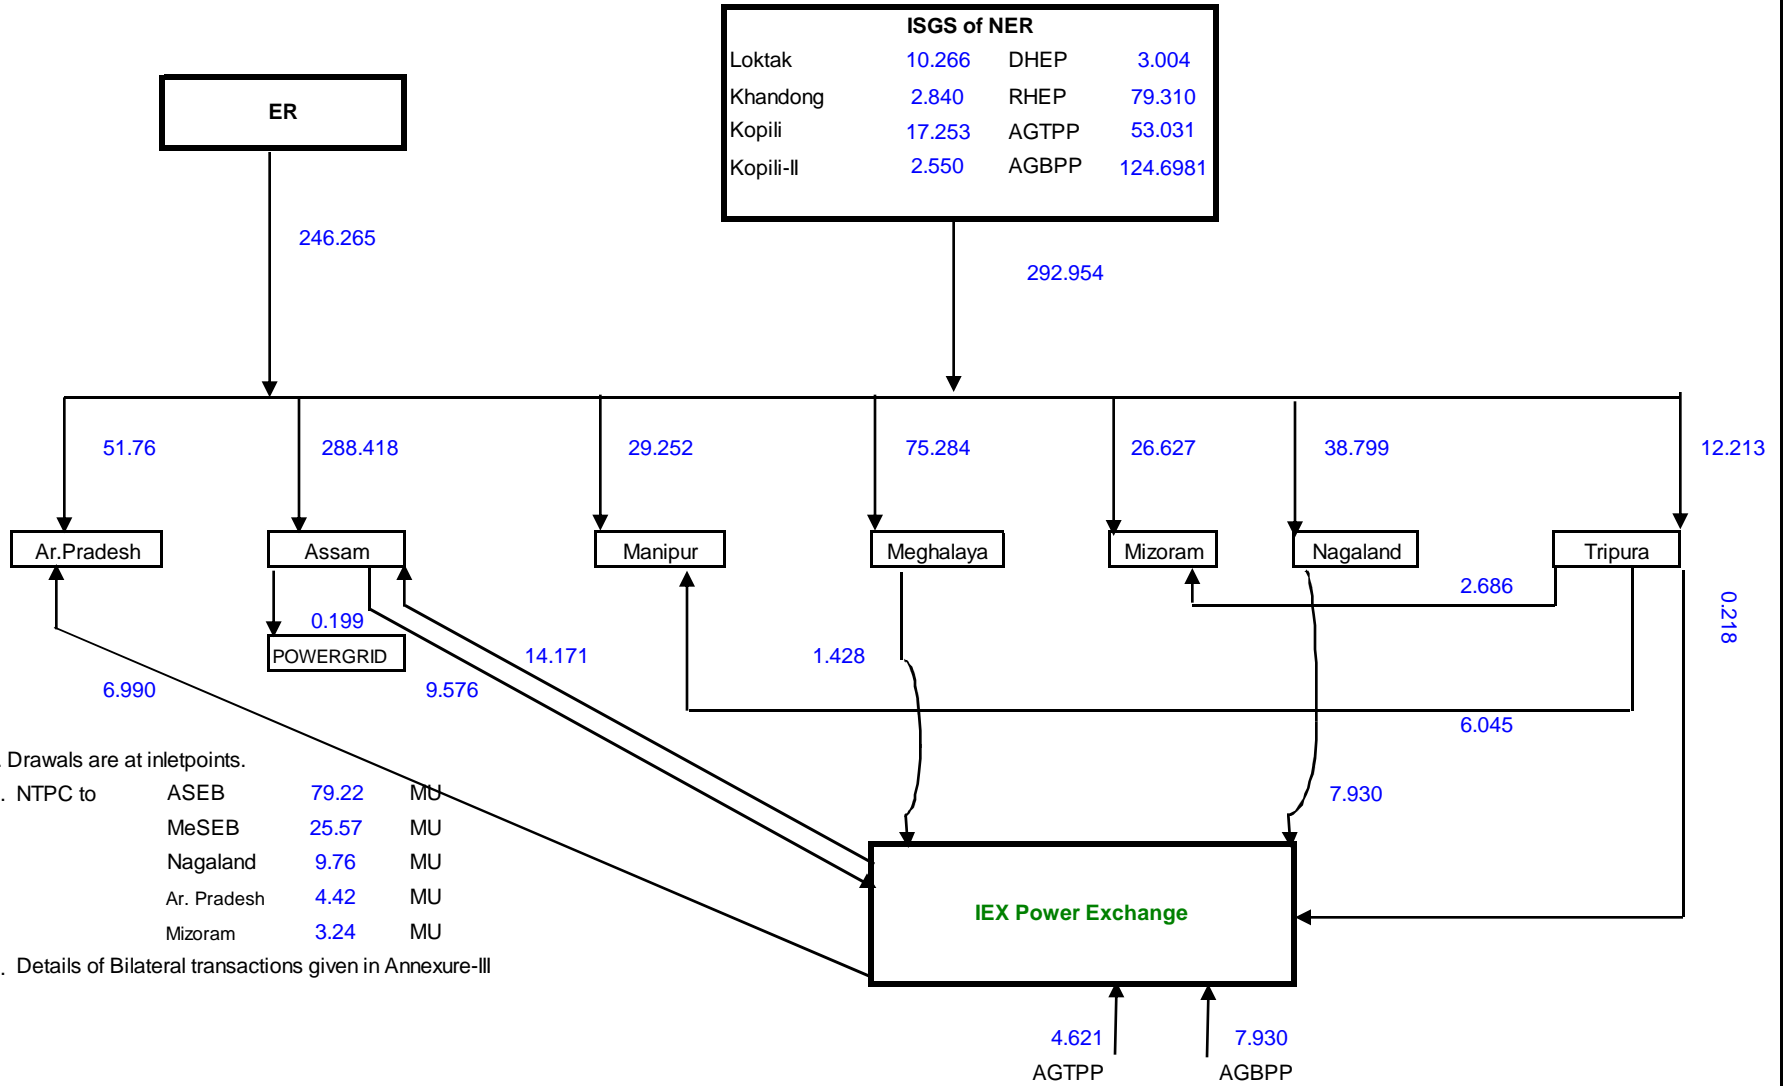 ISGS of NER
Loktak 10.266 DHEP 3.004
ER
Khandong 2.840 RHEP 79.310
Kopili 17.253 AGTPP 53.031
Kopili-II 2.550 AGBPP 124.6981
246.265
292.954
51.76 288.418 29.252 75.284 26.627 38.799 12.213
Ar.Pradesh Assam Manipur Meghalaya Mizoram Nagaland Tripura
2.686
0.218
0.199
POWERGRID 14.171 1.428
6.990 9.576
6.045
. Drawals are at inletpoints.
. NTPC to ASEB 79.22 MU
7.930
MeSEB 25.57 MU
Nagaland 9.76 MU
Ar. Pradesh 4.42 MU
IEX Power Exchange
Mizoram 3.24 MU
. Details of Bilateral transactions given in Annexure-III
4.621 7.930
AGTPP AGBPP